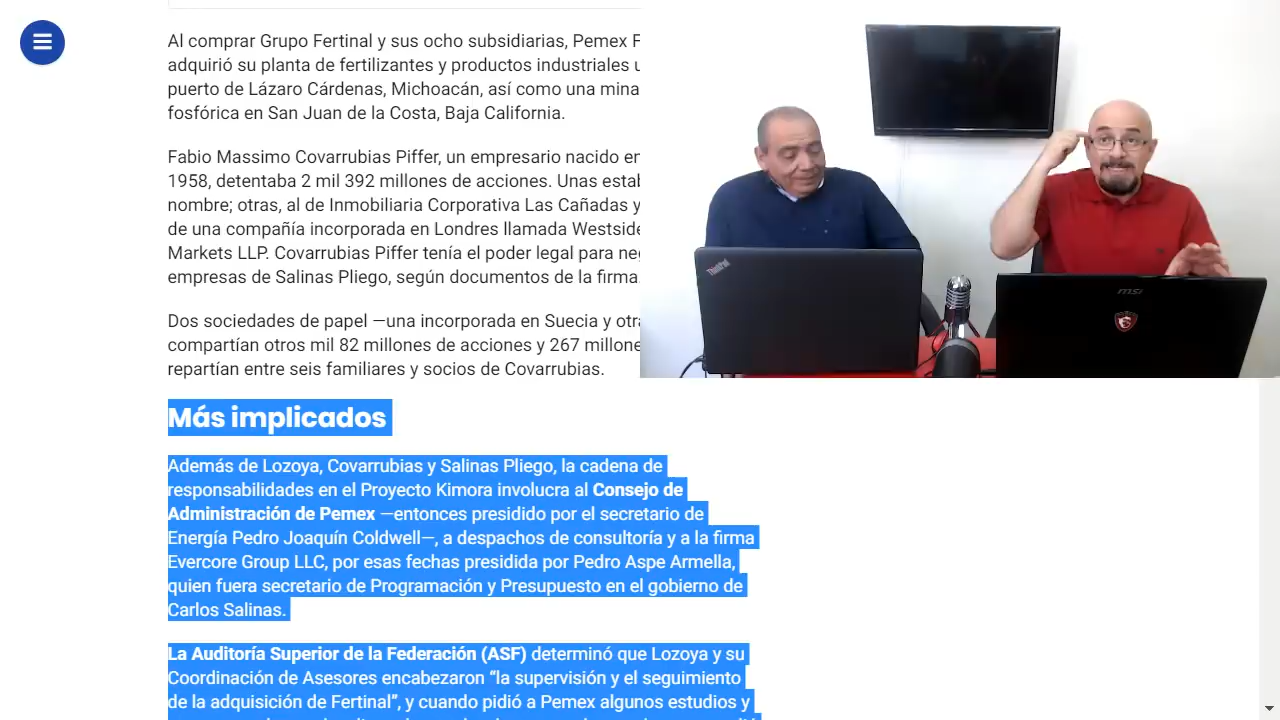 Al comprar Grupo Fertinal y sus ocho subsidiarias, Pemex F
adquirió su planta de fertilizantes y productos industriales u
puerto de Lázaro Cárdenas, Michoacán, así como una mina
fosfórica en San Juan de la Costa, Baja California.
Fabio Massimo Covarrubias Piffer, un empresario nacido en
1958, detentaba 2 mil 392 millones de acciones. Unas estab
nombre; otras, al de Inmobiliaria Corporativa Las Cañadas y
de una compañía incorporada en Londres llamada Westside
Markets LLP. Covarrubias Piffer tenía el poder legal para neg
empresas de Salinas Pliego, según documentos de la firma.
Dos sociedades de papel —una incorporada en Suecia y otra
compartían otros mil 82 millones de acciones y 267 millone
repartían entre seis familiares y socios de Covarrubias.
Más implicados
Además de Lozoya, Covarrubias y Salinas Pliego, la cadena de
responsabilidades en el Proyecto Kimora involucra al Consejo de
Administración de Pemex —entonces presidido por el secretario de
Energía Pedro Joaquín Coldwell—, a despachos de consultoría y a la firma
Evercore Group LLC, por esas fechas presidida por Pedro Aspe Armella,
quien fuera secretario de Programación y Presupuesto en el gobierno de
Carlos Salinas.
La Auditoría Superior de la Federación (ASF) determinó que Lozoya y su
Coordinación de Asesores encabezaron “la supervisión y el seguimiento
de la adquisición de Fertinal”, y cuando pidió a Pemex algunos estudios y
ThinkPad
msi